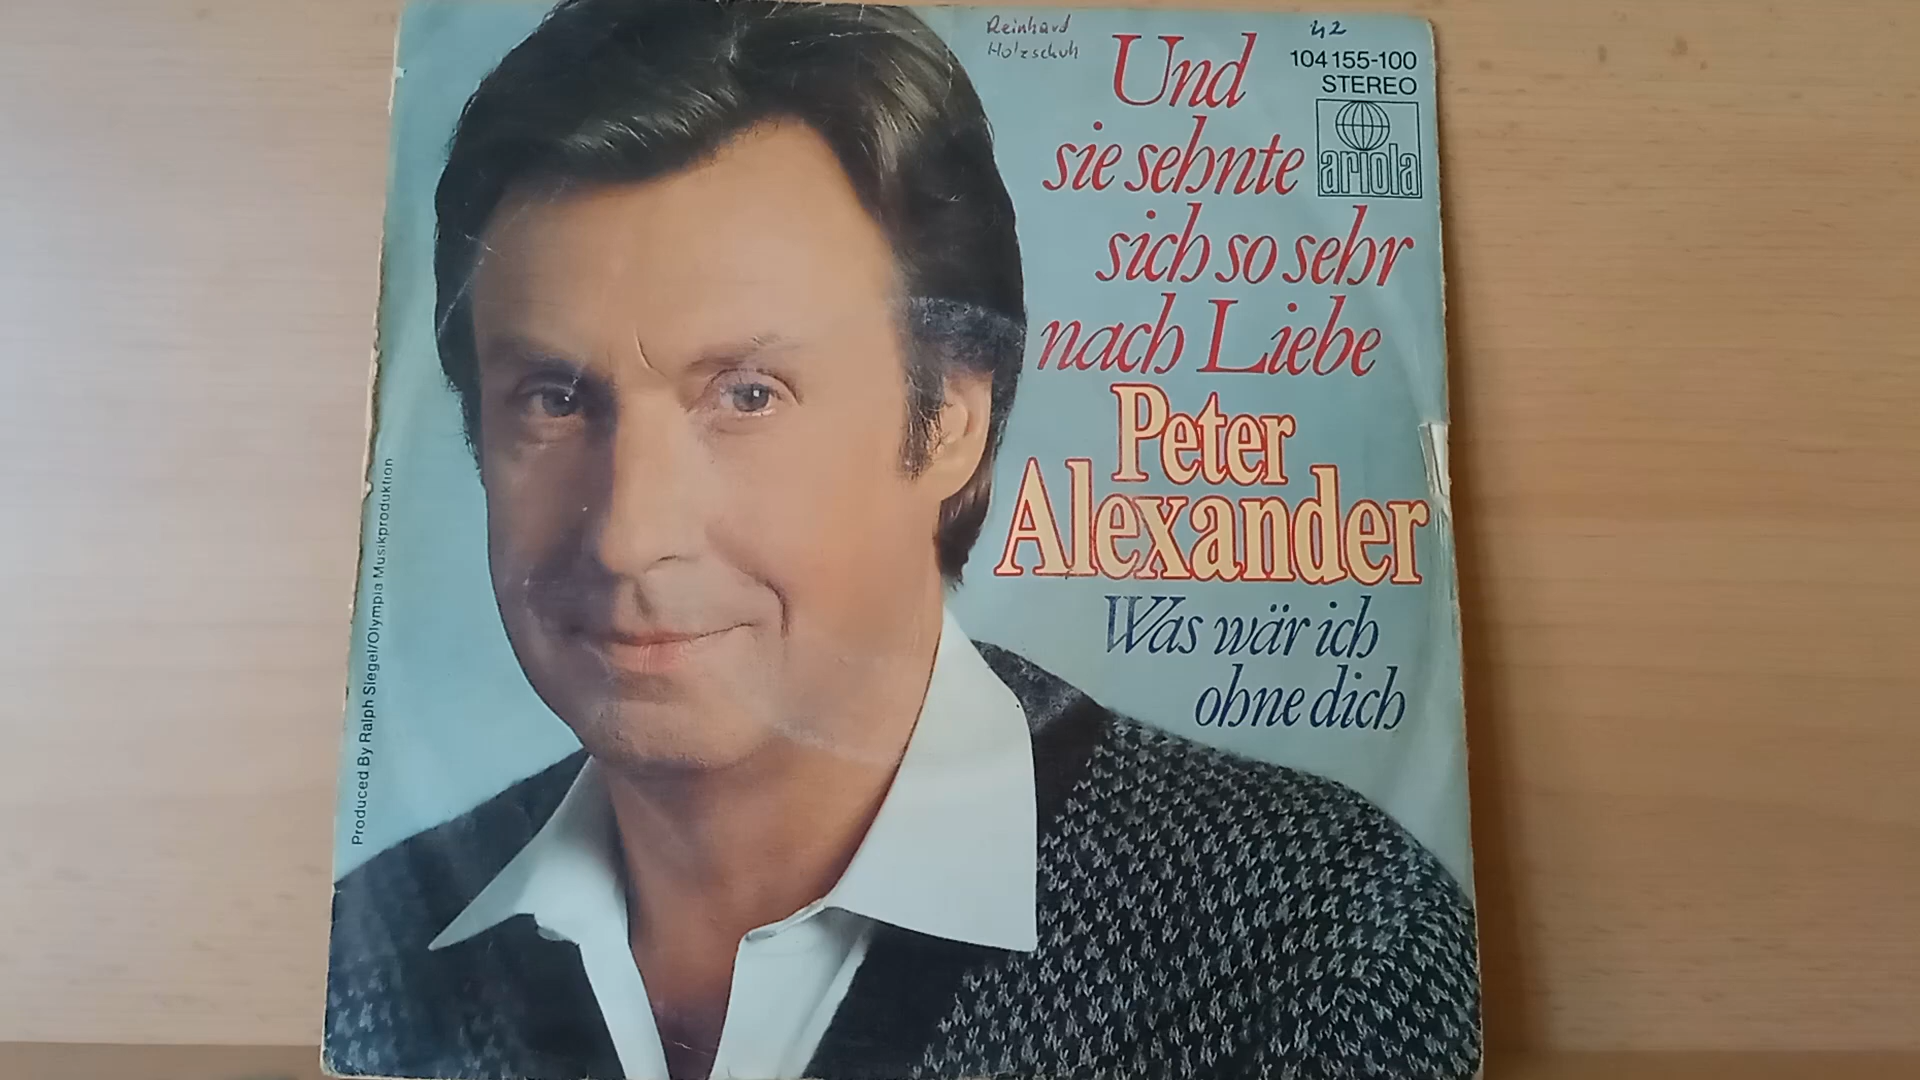 Reinhard
Holzschuh
42
104 155-100
STEREO
ariola
Und
sie sehnte
sich so sehr
nach Liebe
Peter
Alexander
Was wär ich
ohne dich
Produced By Ralph Siegel/Olympia Musikproduktion